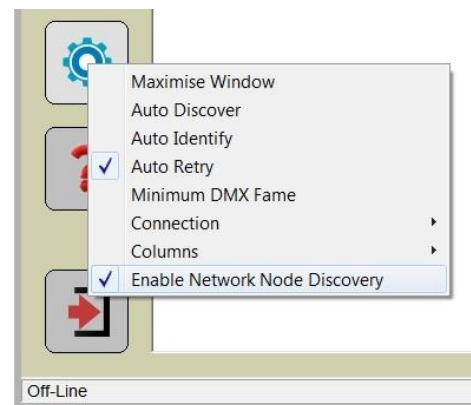 Maximise Window
Auto Discover
Auto Identify
Auto Retry
Minimum DMX Fame
Connection
Columns
Enable Network Node Discovery
Off-Line